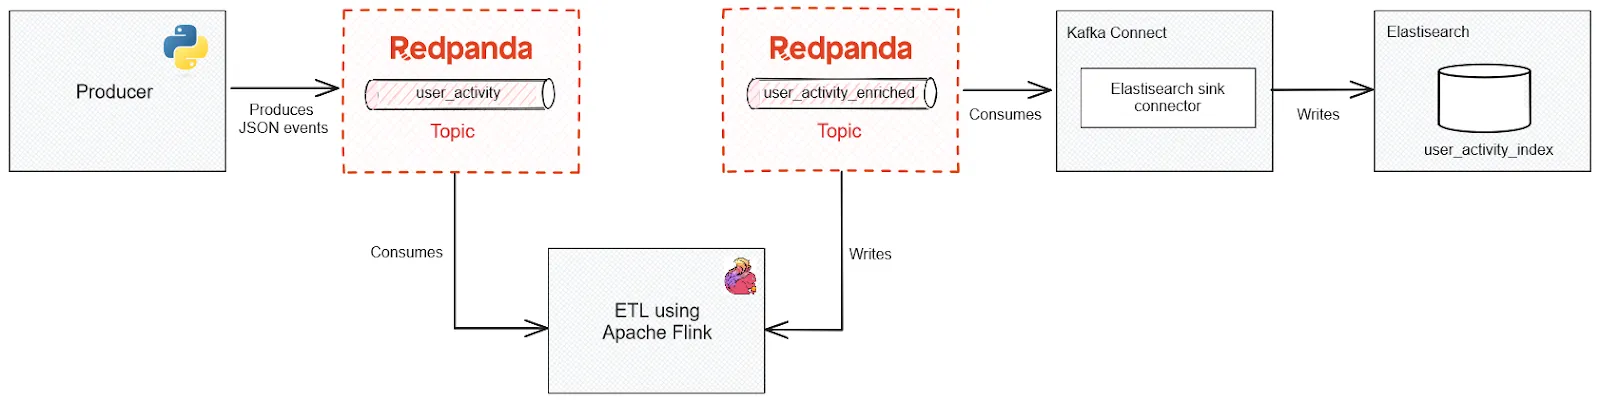 Producer
Produces
JSON events
Redpanda
user_activity
Topic
Consumes
ETL using
Apache Flink
Redpanda
user_activity_enriched
Topic
Writes
Consumes
Kafka Connect
Elastisearch sink
connector
Writes
Elastisearch
user_activity_index